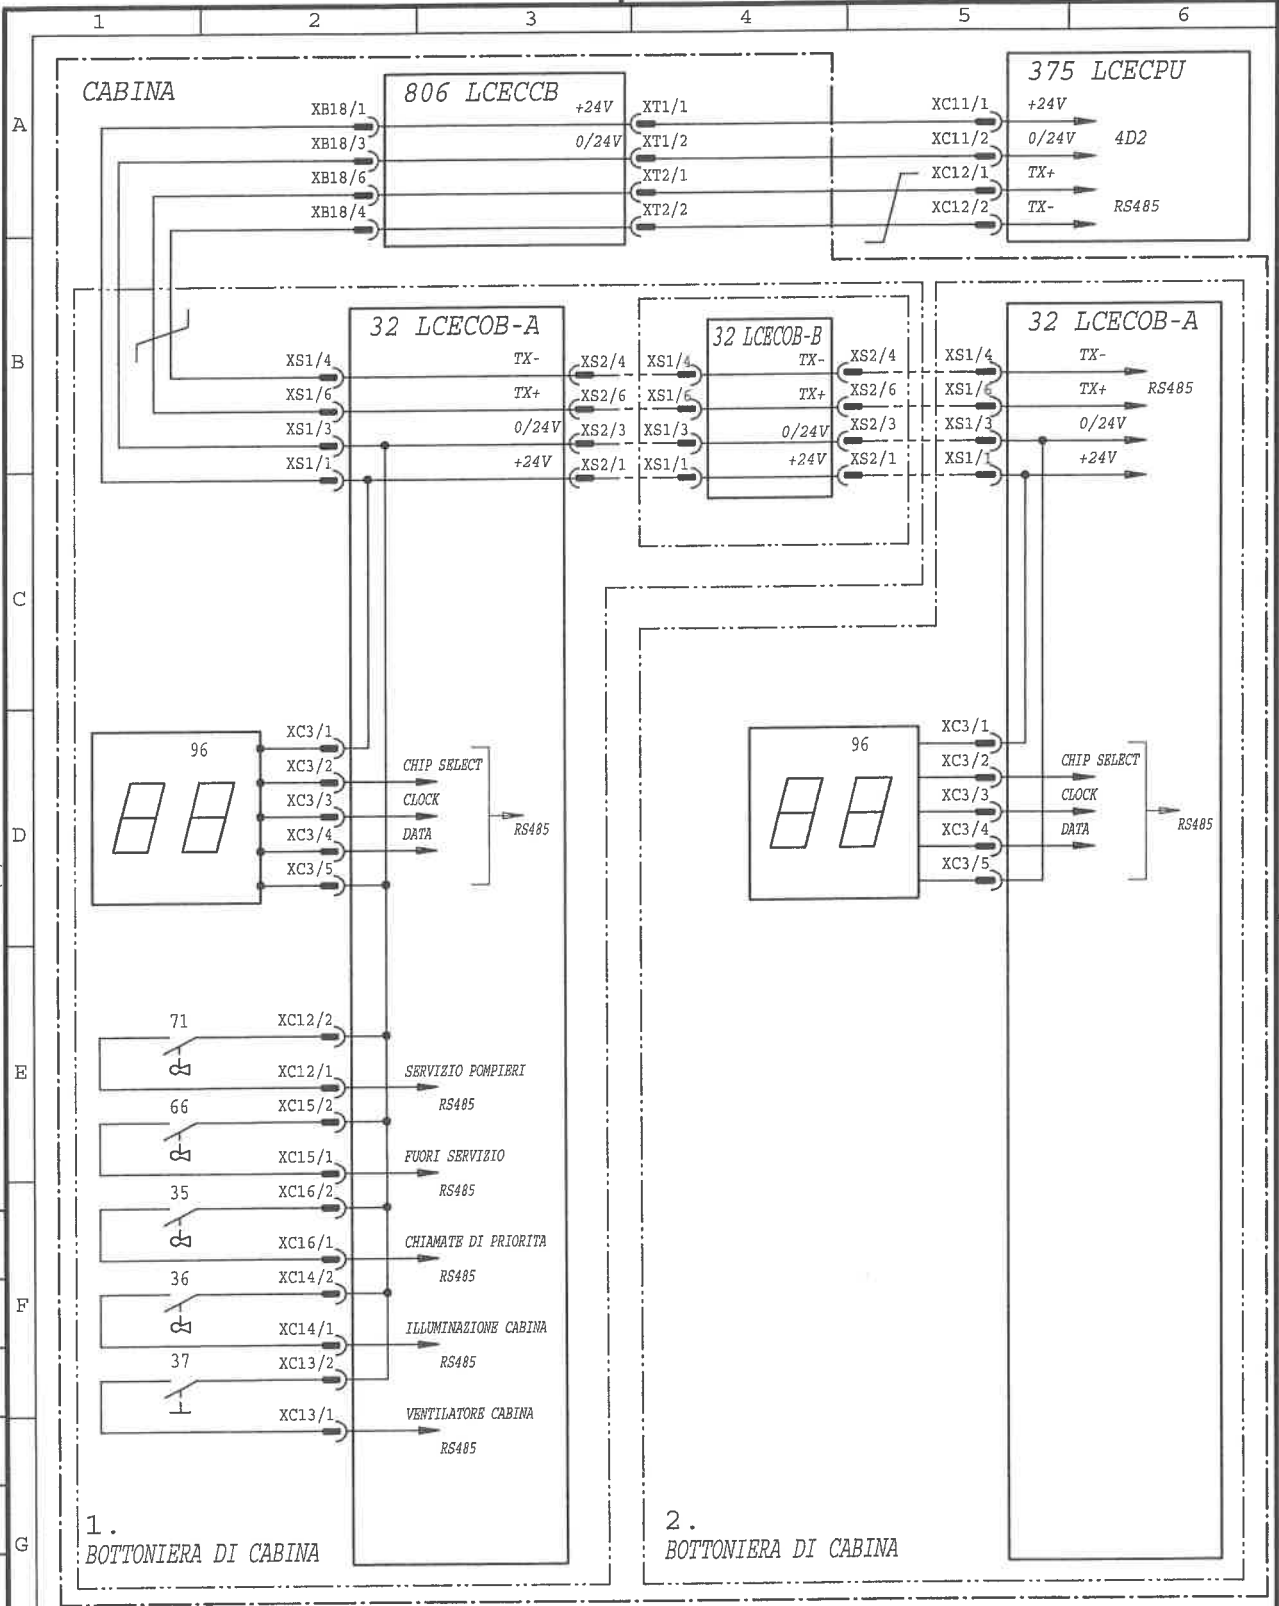 1 2 3 4 5 6
A
B
C
D
E
F
G
CABINA
806 LCECCB
375 LCECPU
XB18/1 +24V XT1/1 XC11/1 +24V
XB18/3 0/24V XT1/2 XC11/2 0/24V 4D2
XB18/6 XT2/1 XC12/1 TX+
XB18/4 XT2/2 XC12/2 TX- RS485
32 LCECOB-A
32 LCECOB-B
32 LCECOB-A
XS1/4 TX- XS2/4 XS1/4 TX- XS2/4 XS1/4 TX-
XS1/6 TX+ XS2/6 XS1/6 TX+ XS2/6 XS1/6 TX+ RS485
XS1/3 0/24V XS2/3 XS1/3 0/24V XS2/3 XS1/3 0/24V
XS1/1 +24V XS2/1 XS1/1 +24V XS2/1 XS1/1 +24V
96
XC3/1
XC3/2 CHIP SELECT
XC3/3 CLOCK
XC3/4 DATA
RS485
XC3/5
96
XC3/1
XC3/2 CHIP SELECT
XC3/3 CLOCK
XC3/4 DATA
RS485
XC3/5
71 XC12/2
XC12/1 SERVIZIO POMPIERI
RS485
66 XC15/2
XC15/1 FUORI SERVIZIO
RS485
35 XC16/2
XC16/1 CHIAMATE DI PRIORITA
RS485
36 XC14/2
XC14/1 ILLUMINAZIONE CABINA
RS485
37 XC13/2
XC13/1 VENTILATORE CABINA
RS485
1.
BOTTONIERA DI CABINA
2.
BOTTONIERA DI CABINA